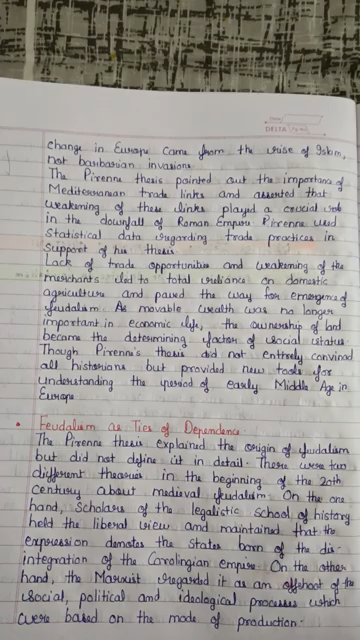 Date
DELTA Pg No.
change in Europe came from the rise of Islam,
not barbarian invasions
The Pirenne thesis pointed out the importance of
Mediterranean trade links and asserted that
weakening of these links played a crucial role
in the downfall of Roman Empire. Pirenne used
statistical data regarding trade practices in
support of his thesis
Lack of trade opportunities and weakening of the
merchants led to total reliance on domestic
agriculture and paved the way for emergence of
feudalism. As movable wealth was no longer
important in economic life, the ownership of land
became the determining factor of social status.
Though Pirenne's thesis did not entirely convinced
all historians but provided new tools for
understanding the period of early Middle Age in
Europe
• Feudalism as Ties of Dependence
The Pirenne thesis explained the origin of feudalism
but did not define it in detail. There were two
different theories in the beginning of the 20th
century about medieval feudalism. On the one
hand, Scholars of the legalistic school of history
held the liberal view and maintained that the
expression denotes the States born of the dis-
integration of the Carolingian empire. On the other
hand, the Marxist regarded it as an offshoot of the
social, political and ideological processes which
were based on the mode of production.